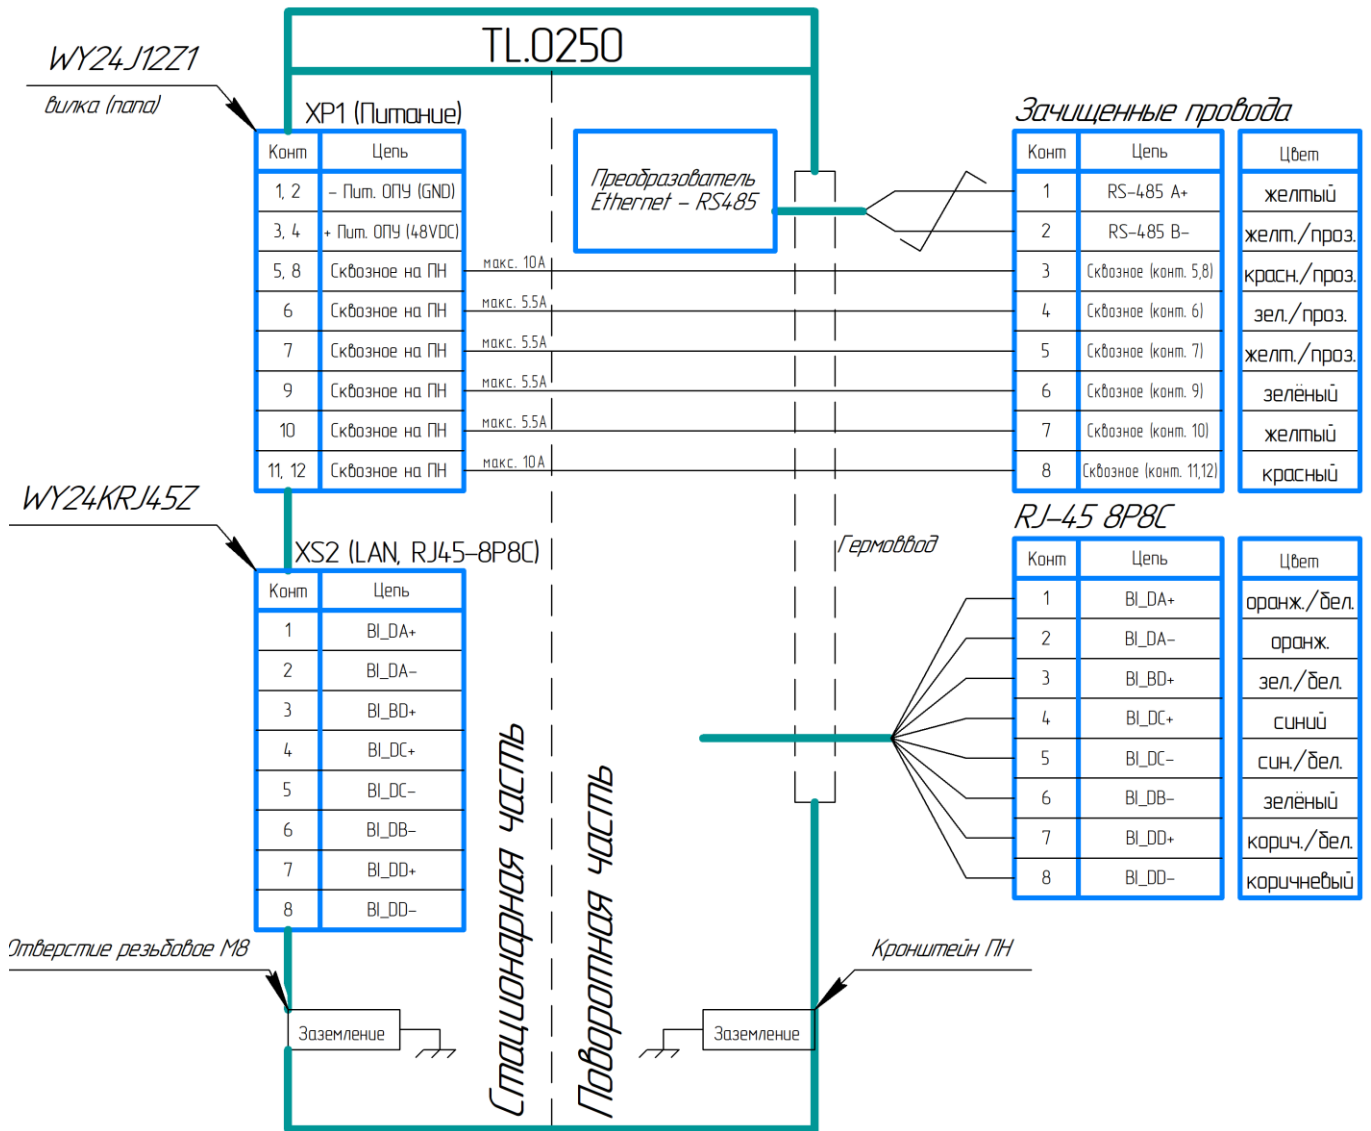 TL.0250
WY24J12Z1
вилка (папа)
XP1 (Питание)
Конт Цепь
1, 2 – Пит. ОПУ (GND)
3, 4 + Пит. ОПУ (48VDC)
5, 8 Сквозное на ПН
6 Сквозное на ПН
7 Сквозное на ПН
9 Сквозное на ПН
10 Сквозное на ПН
11, 12 Сквозное на ПН
макс. 10А
макс. 5.5А
макс. 5.5А
макс. 5.5А
макс. 5.5А
макс. 10А
Преобразователь
Ethernet – RS485
Зачищенные провода
Конт Цепь Цвет
1 RS-485 A+ желтый
2 RS-485 B- желт./проз.
3 Сквозное (конт. 5,8) красн./проз.
4 Сквозное (конт. 6) зел./проз.
5 Сквозное (конт. 7) желт./проз.
6 Сквозное (конт. 9) зелёный
7 Сквозное (конт. 10) желтый
8 Сквозное (конт. 11,12) красный
WY24KRJ45Z
XS2 (LAN, RJ45-8P8C)
Конт Цепь
1 BI_DA+
2 BI_DA-
3 BI_BD+
4 BI_DC+
5 BI_DC-
6 BI_DB-
7 BI_DD+
8 BI_DD-
Гермоввод
RJ-45 8P8C
Конт Цепь Цвет
1 BI_DA+ оранж./бел.
2 BI_DA- оранж.
3 BI_BD+ зел./бел.
4 BI_DC+ синий
5 BI_DC- син./бел.
6 BI_DB- зелёный
7 BI_DD+ корич./бел.
8 BI_DD- коричневый
Стационарная часть
Поворотная часть
Отверстие резьбовое М8
Заземление
Кронштейн ПН
Заземление